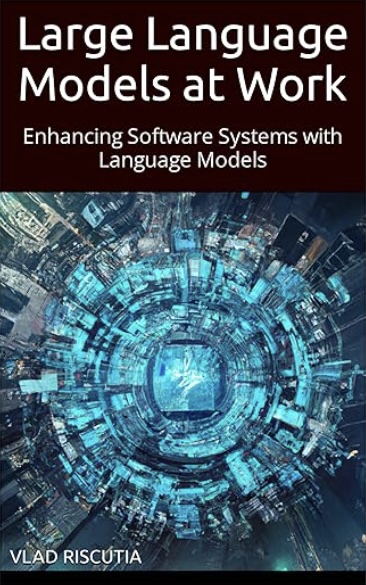 Large Language
Models at Work
Enhancing Software Systems with
Language Models
VLAD RISCUTIA